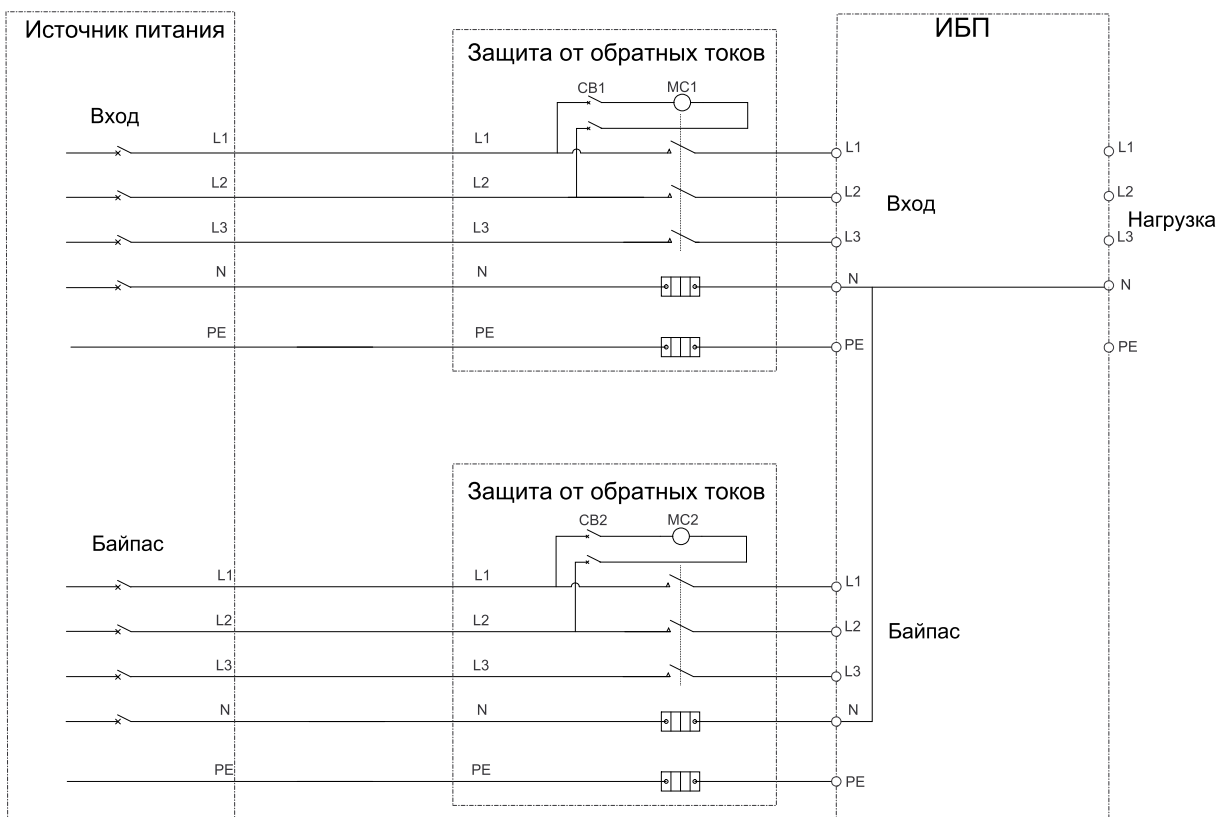 Источник питания
ИБП
Защита от обратных токов
CB1 MC1
Вход
L1 L1 L1 L1
L2 L2 L2 L2
Вход
Нагрузка
L3 L3 L3 L3
N N N N
PE PE PE PE
Защита от обратных токов
CB2 MC2
Байпас
L1 L1 L1
L2 L2 L2
Байпас
L3 L3 L3
N N N
PE PE PE